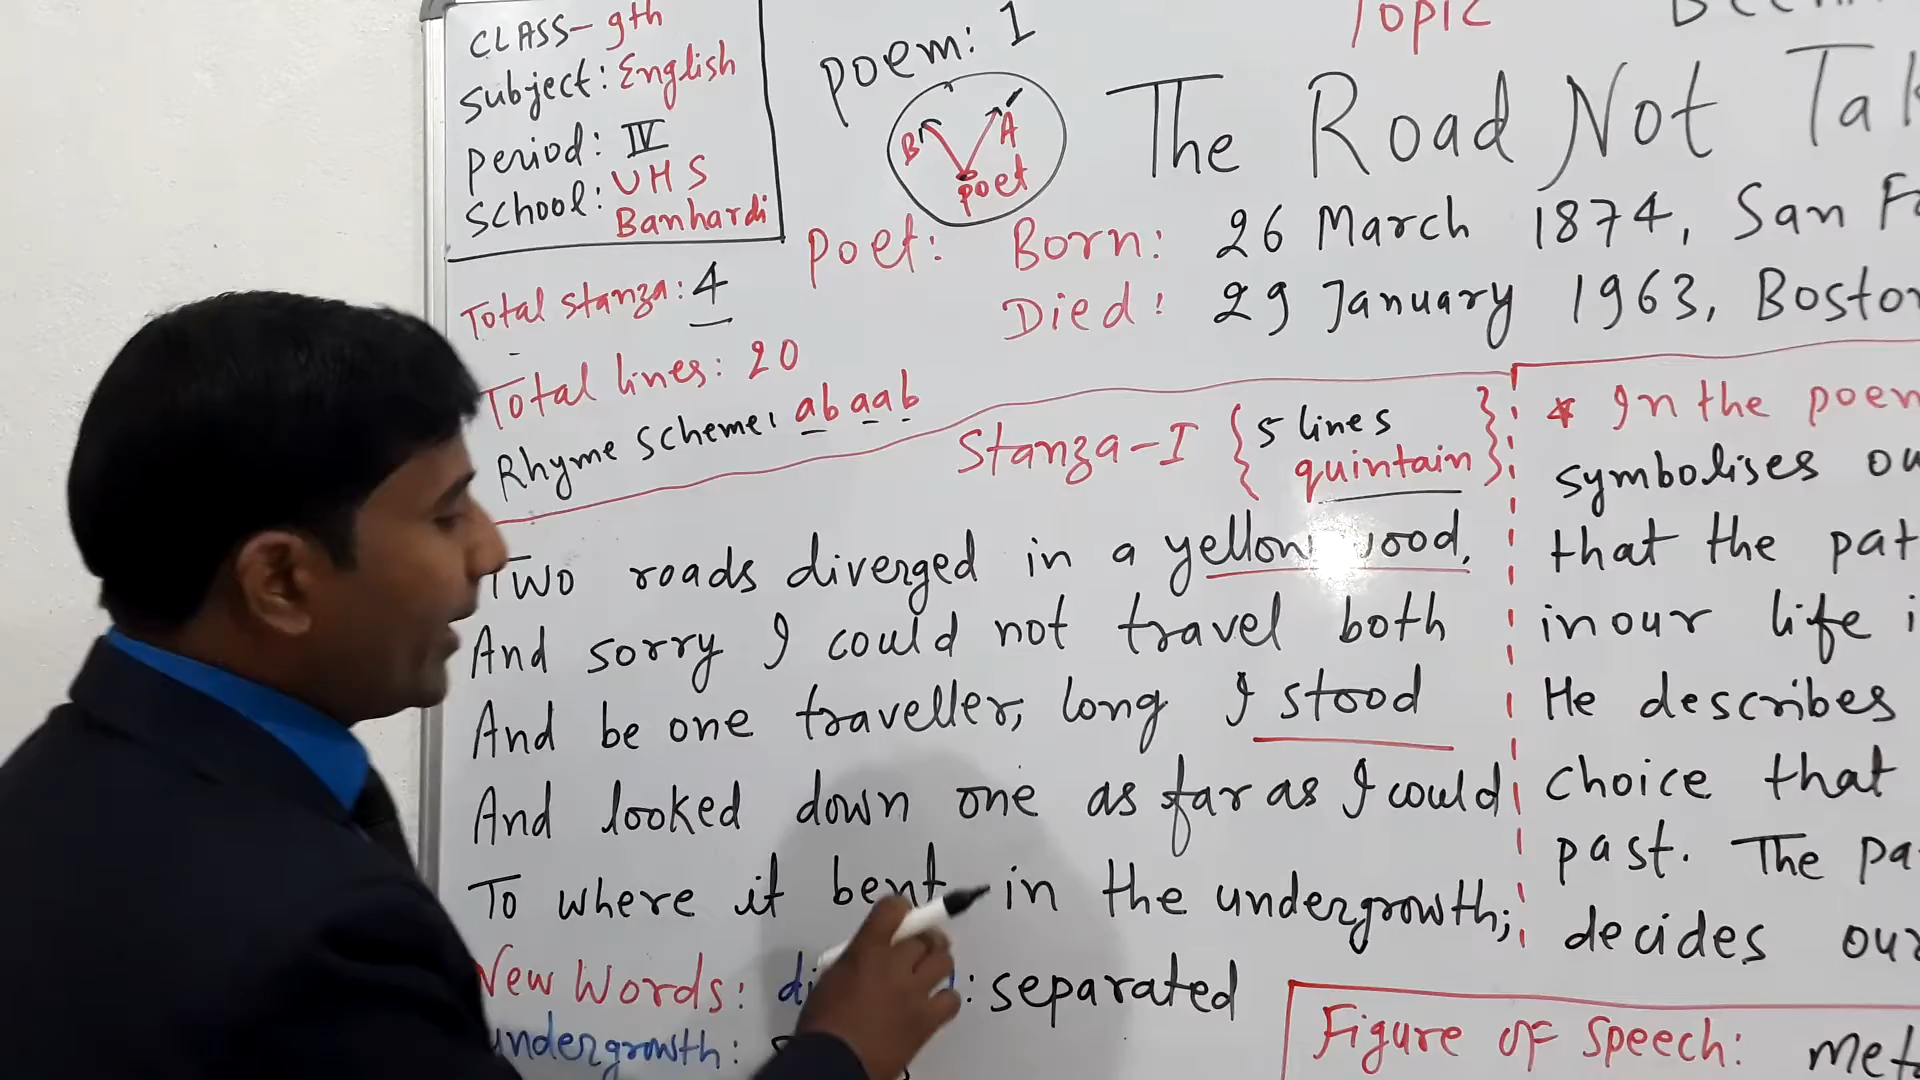 CLASS- 9th
Subject: English
period: IV
School: UHS
Banhardi
poem: 1
B
A
poet
Topic
The Road Not Tak
Poet: Born: 26 March 1874, San
Died: 29 January 1963, Boston
Total stanza: 4
Total lines: 20
Rhyme Scheme: abaab
Stanza-I { 5 lines
quintain }
Two roads diverged in a yellow wood,
And sorry I could not travel both
And be one traveller, long I stood
And looked down one as far as I could
To where it bent in the undergrowth;
New Words: : separated
undergrowth:
* In the poem
symbolises ou
that the pat
in our life i
He describes
choice that
past. The pa
decides our
Figure of Speech: met